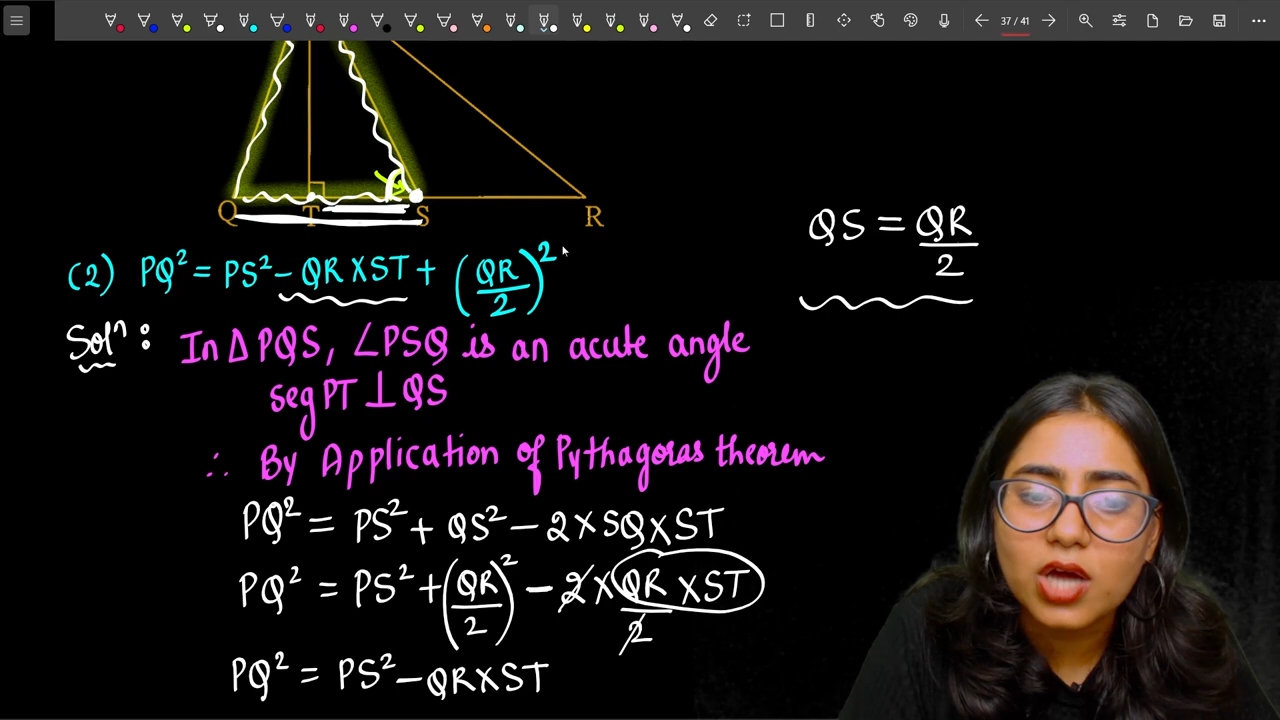 37 / 41
Q T S R
QS = QR/2
(2) PQ² = PS² – QR X ST + (QR/2)²
Solⁿ :
In Δ PQS, ∠PSQ is an acute angle
seg PT ⊥ QS
∴ By Application of Pythagoras theorem
PQ² = PS² + QS² – 2 X SQ X ST
PQ² = PS² + (QR/2)² – 2 X QR/2 X ST
PQ² = PS² – QR X ST